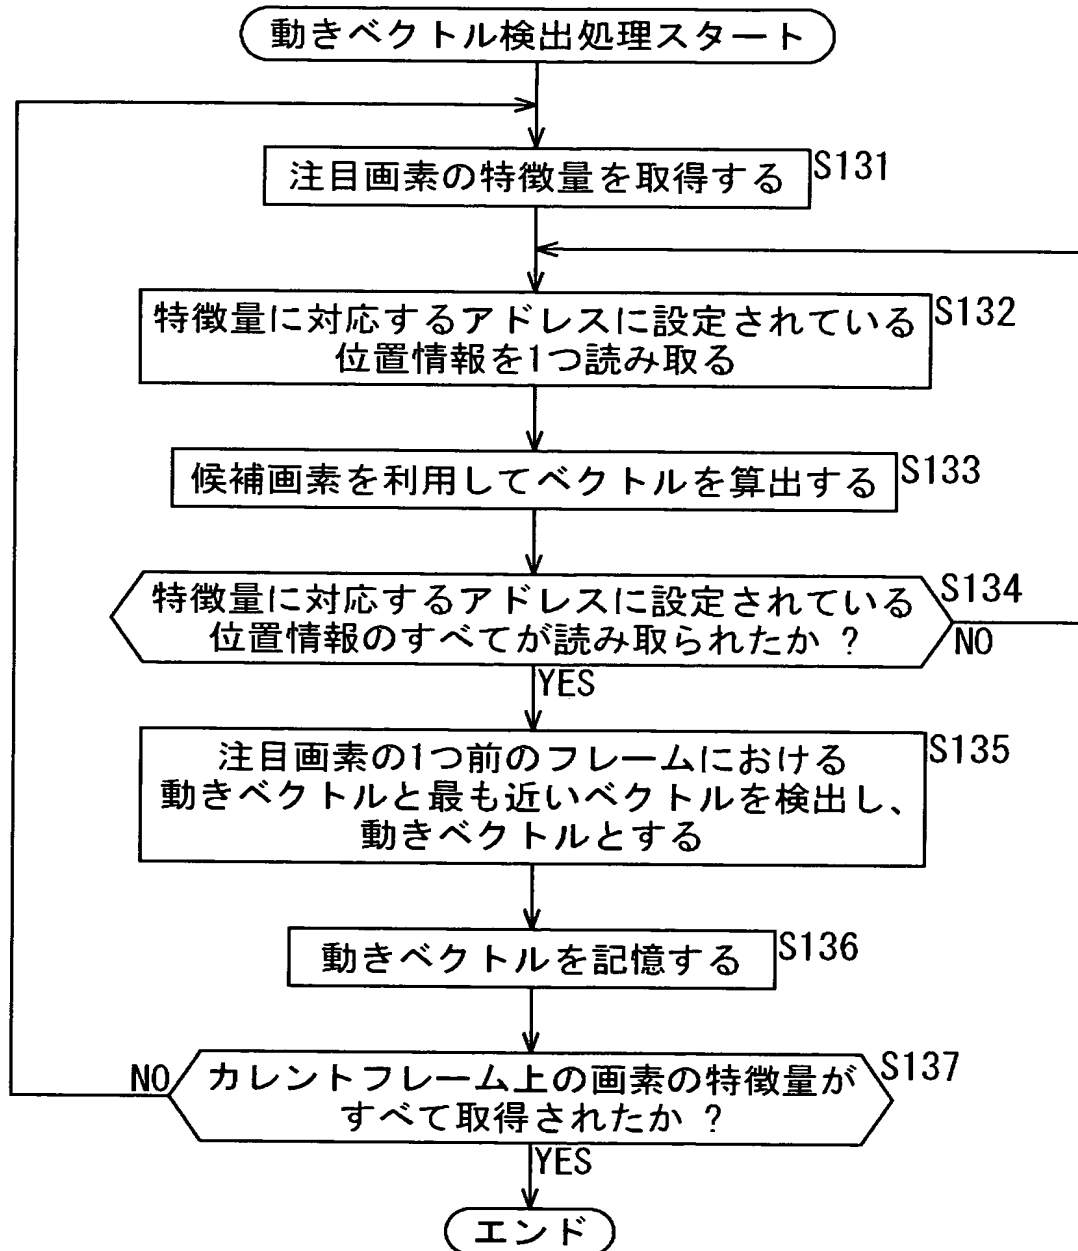 動きベクトル検出処理スタート
注目画素の特徴量を取得する
S131
特徴量に対応するアドレスに設定されている
位置情報を1つ読み取る
S132
候補画素を利用してベクトルを算出する
S133
特徴量に対応するアドレスに設定されている
位置情報のすべてが読み取られたか ?
S134
NO
YES
注目画素の1つ前のフレームにおける
動きベクトルと最も近いベクトルを検出し、
動きベクトルとする
S135
動きベクトルを記憶する
S136
NO
カレントフレーム上の画素の特徴量が
すべて取得されたか ?
S137
YES
エンド